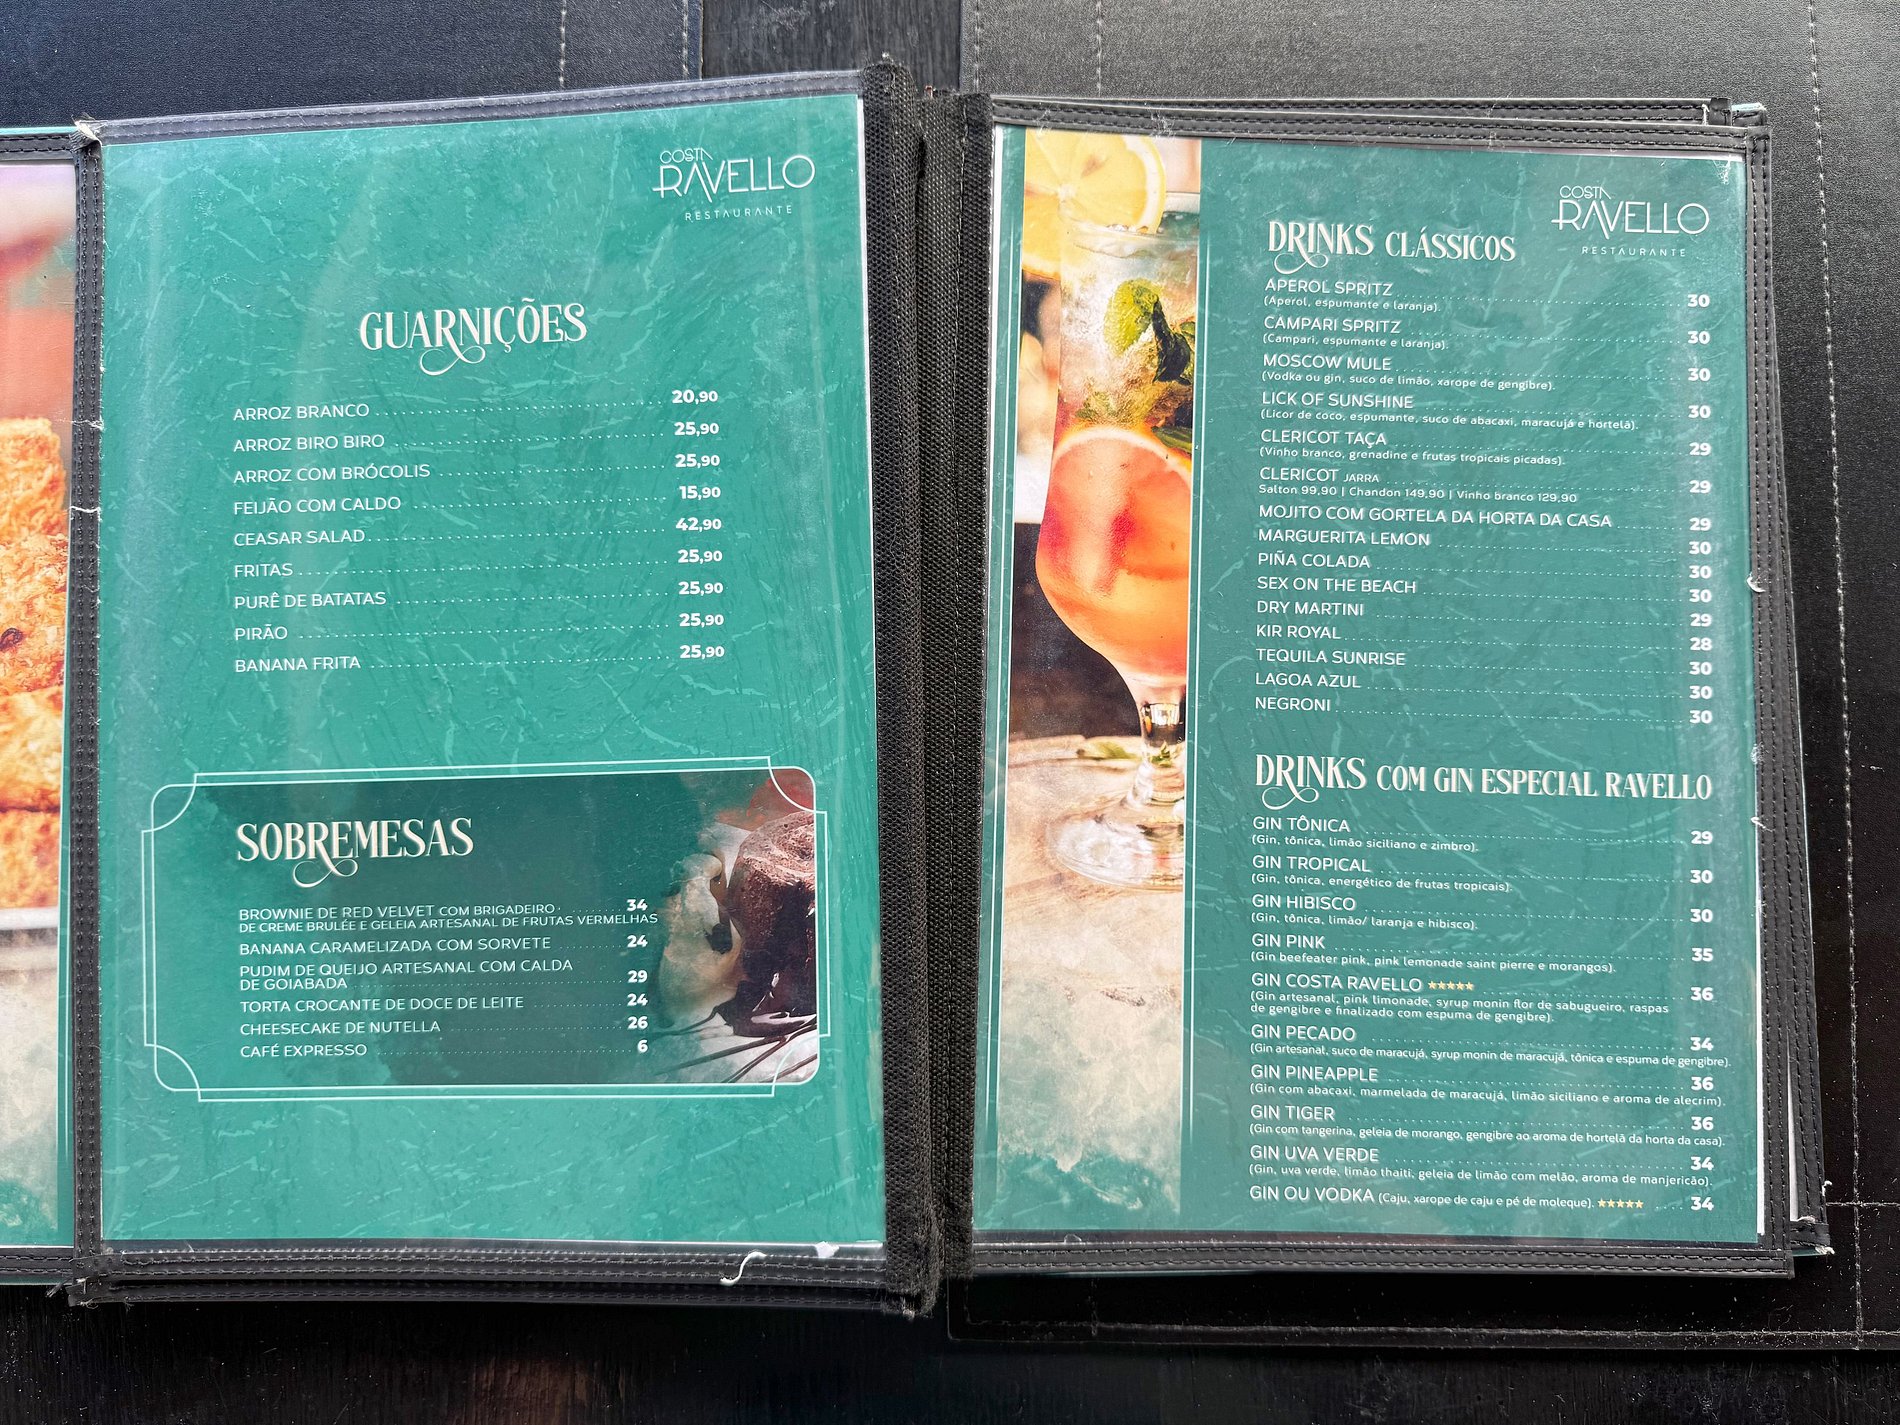 COSTA
RAVELLO
RESTAURANTE
GUARNIÇÕES
ARROZ BRANCO 20,90
ARROZ BIRO BIRO 25,90
ARROZ COM BRÓCOLIS 25,90
FEIJÃO COM CALDO 15,90
CEASAR SALAD 42,90
FRITAS 25,90
PURÊ DE BATATAS 25,90
PIRÃO 25,90
BANANA FRITA 25,90
SOBREMESAS
BROWNIE DE RED VELVET COM BRIGADEIRO 34
DE CREME BRULÉE E GELEIA ARTESANAL DE FRUTAS VERMELHAS
BANANA CARAMELIZADA COM SORVETE 24
PUDIM DE QUEIJO ARTESANAL COM CALDA
DE GOIABADA 29
TORTA CROCANTE DE DOCE DE LEITE 24
CHEESECAKE DE NUTELLA 26
CAFÉ EXPRESSO 6
COSTA
RAVELLO
RESTAURANTE
DRINKS CLÁSSICOS
APEROL SPRITZ 30
(Aperol, espumante e laranja).
CAMPARI SPRITZ 30
(Campari, espumante e laranja).
MOSCOW MULE 30
(Vodka ou gin, suco de limão, xarope de gengibre).
LICK OF SUNSHINE 30
(Licor de coco, espumante, suco de abacaxi, maracujá e hortelã).
CLERICOT TAÇA 29
(Vinho branco, grenadine e frutas tropicais picadas).
CLERICOT JARRA 29
Salton 99,90 | Chandon 149,90 | Vinho branco 129,90
MOJITO COM GORTELA DA HORTA DA CASA 29
MARGUERITA LEMON 30
PIÑA COLADA 30
SEX ON THE BEACH 30
DRY MARTINI 29
KIR ROYAL 28
TEQUILA SUNRISE 30
LAGOA AZUL 30
NEGRONI 30
DRINKS COM GIN ESPECIAL RAVELLO
GIN TÔNICA 29
(Gin, tônica, limão siciliano e zimbro).
GIN TROPICAL 30
(Gin, tônica, energético de frutas tropicais).
GIN HIBISCO 30
(Gin, tônica, limão/ laranja e hibisco).
GIN PINK 35
(Gin beefeater pink, pink lemonade saint pierre e morangos).
GIN COSTA RAVELLO ★★★★★ 36
(Gin artesanal, pink limonade, syrup monin flor de sabugueiro, raspas
de gengibre e finalizado com espuma de gengibre).
GIN PECADO 34
(Gin artesanal, suco de maracujá, syrup monin de maracujá, tônica e espuma de gengibre).
GIN PINEAPPLE 36
(Gin com abacaxi, marmelada de maracujá, limão siciliano e aroma de alecrim).
GIN TIGER 36
(Gin com tangerina, geleia de morango, gengibre ao aroma de hortelã da horta da casa).
GIN UVA VERDE 34
(Gin, uva verde, limão thaiti, geleia de limão com melão, aroma de manjericão).
GIN OU VODKA (Caju, xarope de caju e pé de moleque). ★★★★★ 34